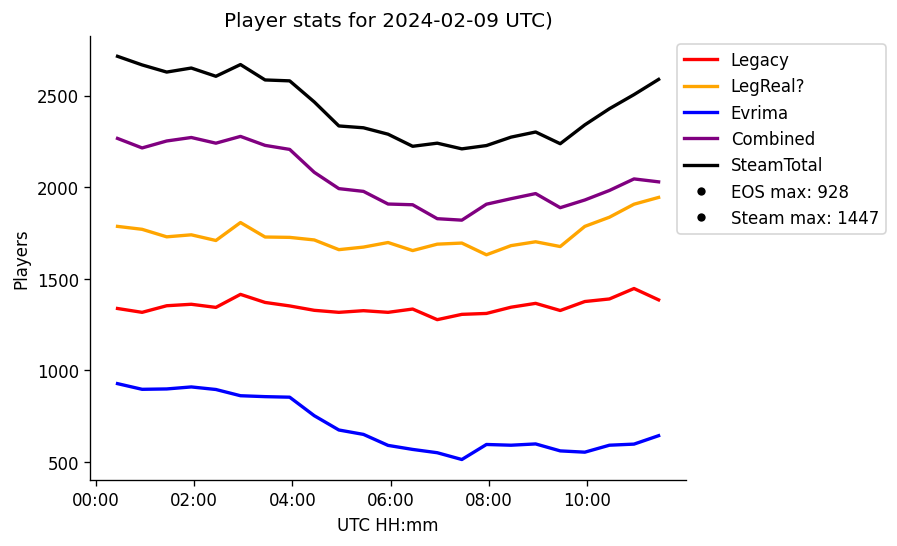 Player stats for 2024-02-09 UTC)
Legacy
LegReal?
Evrima
Combined
SteamTotal
EOS max: 928
Steam max: 1447
Players
2500
2000
1500
1000
500
00:00 02:00 04:00 06:00 08:00 10:00
UTC HH:mm